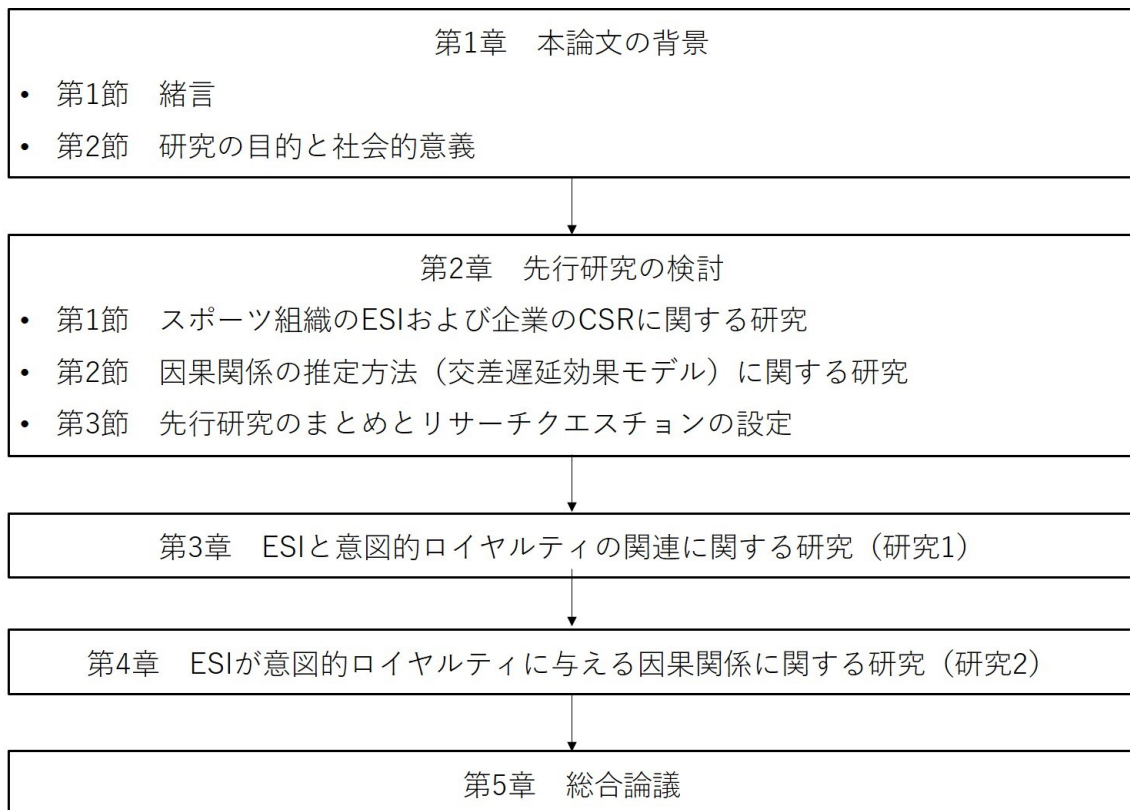 第1章　本論文の背景
• 第1節　緒言
• 第2節　研究の目的と社会的意義
第2章　先行研究の検討
• 第1節　スポーツ組織のESIおよび企業のCSRに関する研究
• 第2節　因果関係の推定方法（交差遅延効果モデル）に関する研究
• 第3節　先行研究のまとめとリサーチクエスチョンの設定
第3章　ESIと意図的ロイヤルティの関連に関する研究（研究1）
第4章　ESIが意図的ロイヤルティに与える因果関係に関する研究（研究2）
第5章　総合論議